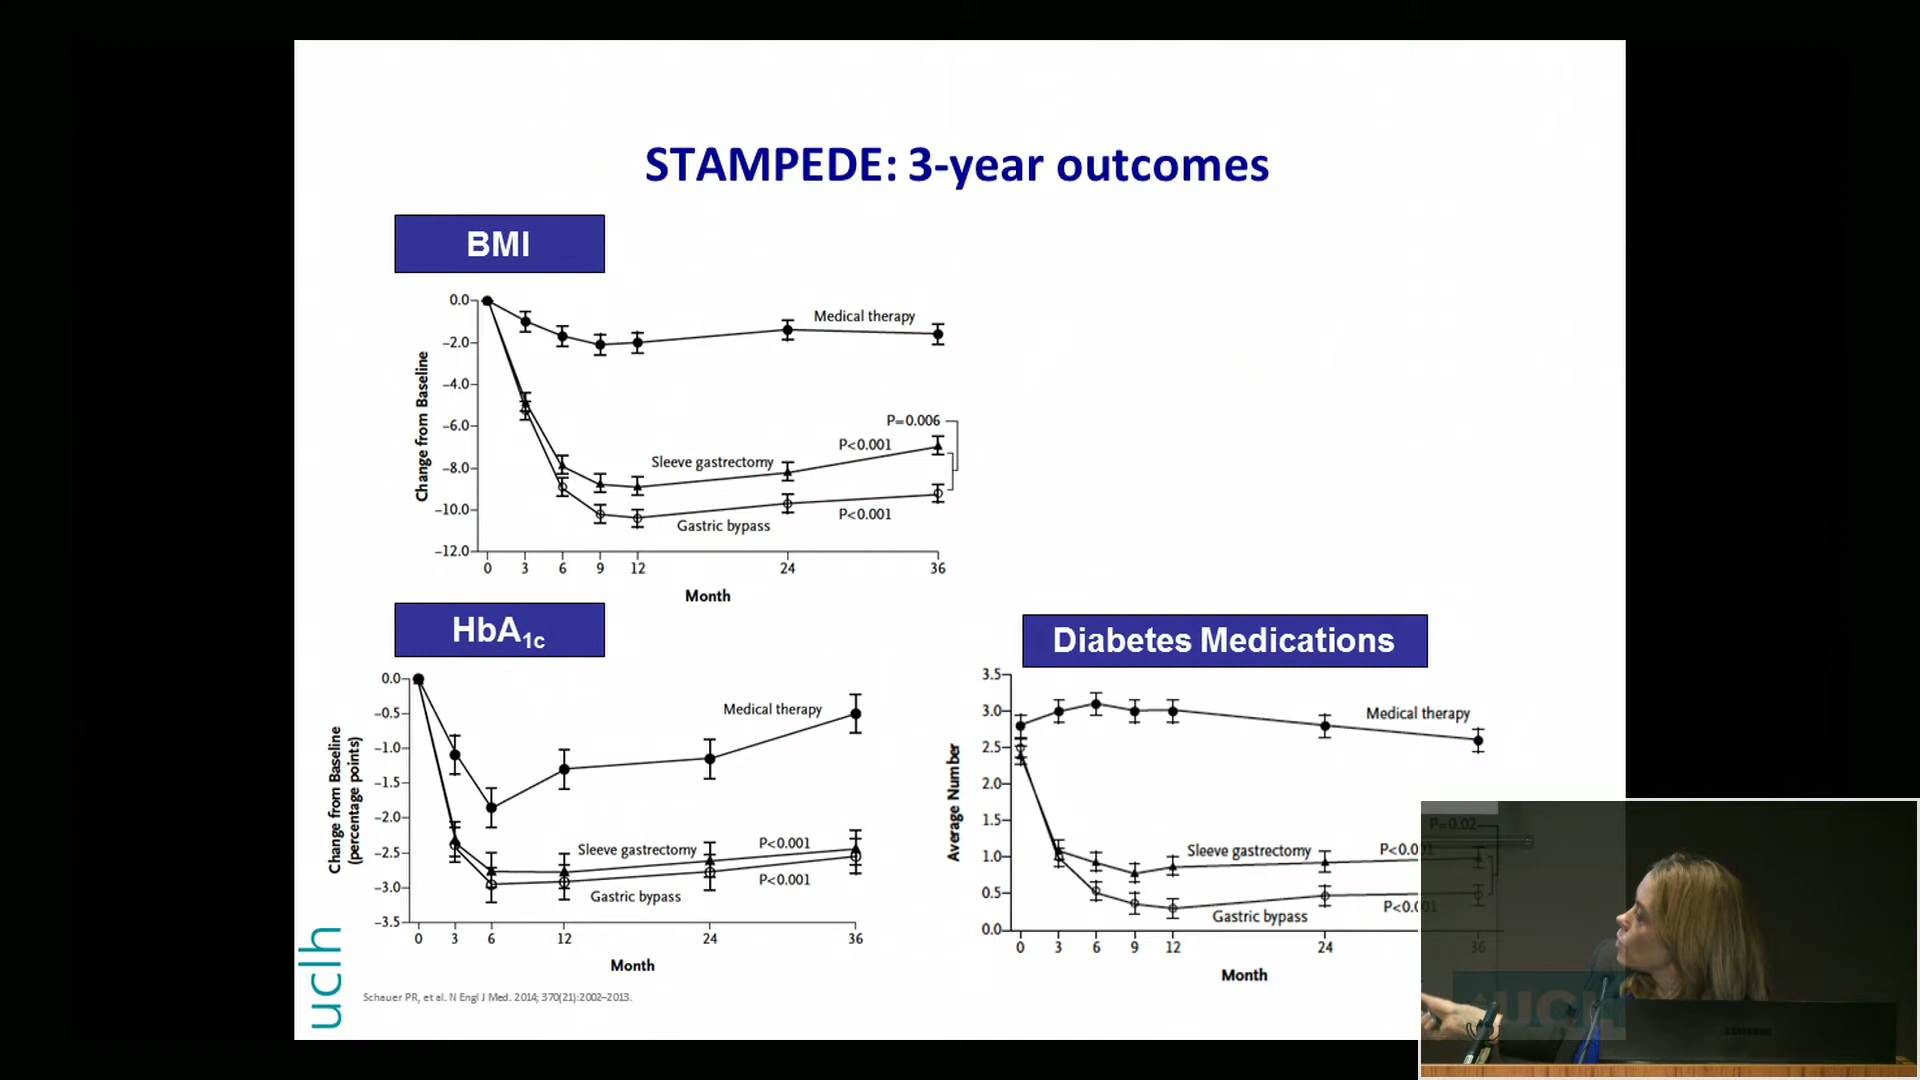 STAMPEDE: 3-year outcomes
BMI
0.0
−2.0
−4.0
−6.0
−8.0
−10.0
−12.0
Change from Baseline
Medical therapy
P=0.006
P<0.001
Sleeve gastrectomy
Gastric bypass
P<0.001
0 3 6 9 12 24 36
Month
HbA1c
0.0
−0.5
−1.0
−1.5
−2.0
−2.5
−3.0
−3.5
Change from Baseline
(percentage points)
Medical therapy
Sleeve gastrectomy
P<0.001
Gastric bypass
P<0.001
0 3 6 12 24 36
Month
Diabetes Medications
3.5
3.0
2.5
2.0
1.5
1.0
0.5
0.0
Average Number
Medical therapy
P=0.02
Sleeve gastrectomy
P<0.001
Gastric bypass
P<0.001
0 3 6 9 12 24 36
Month
uclh
Schauer PR, et al. N Engl J Med. 2014; 370(21):2002–2013.
UCL
SAMSUNG